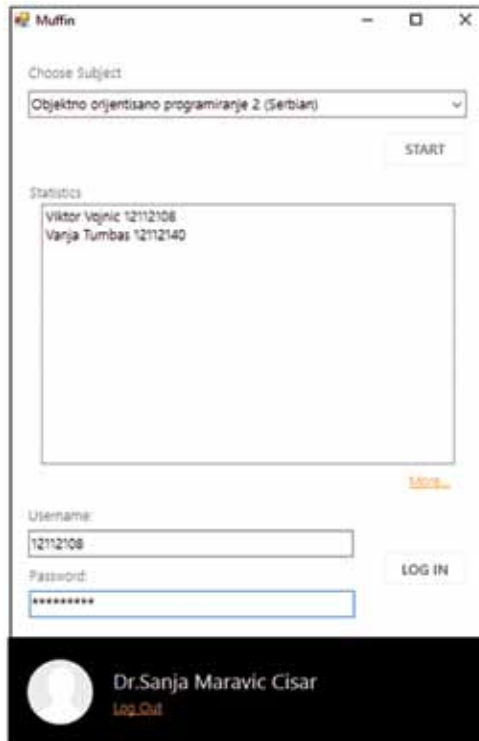 Muffin
Choose Subject
Objektno orijentisano programiranje 2 (Serbian)
START
Statistics
Viktor Vojnic 12112108
Vanja Tumbas 12112140
More...
Username:
12112108
LOG IN
Password:
*********
Dr.Sanja Maravic Cisar
Log Out